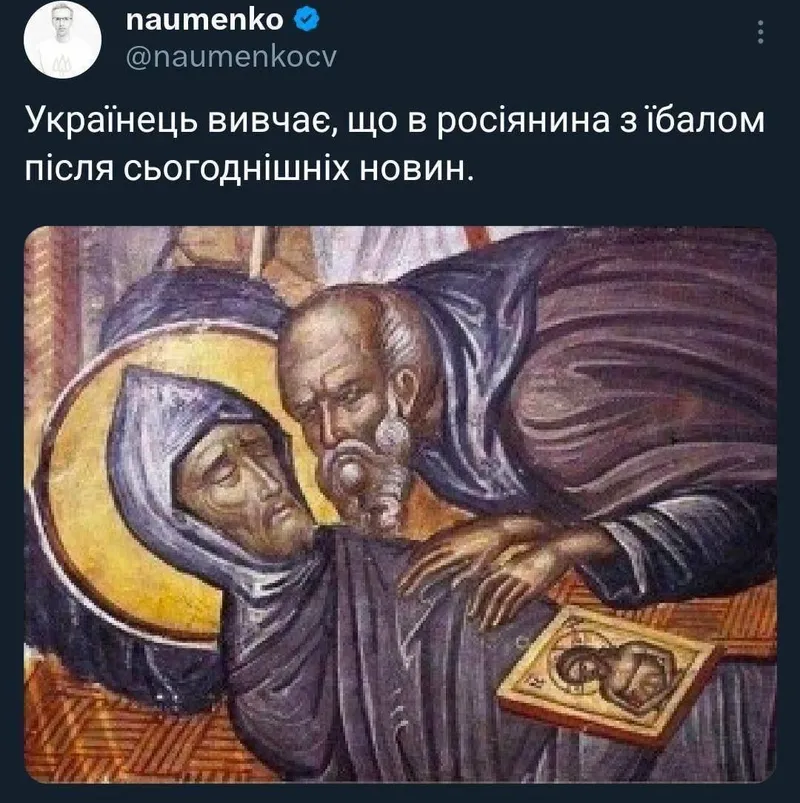 naumenko
@naumenkocv
Українець вивчає, що в росіянина з їбалом
після сьогоднішніх новин.